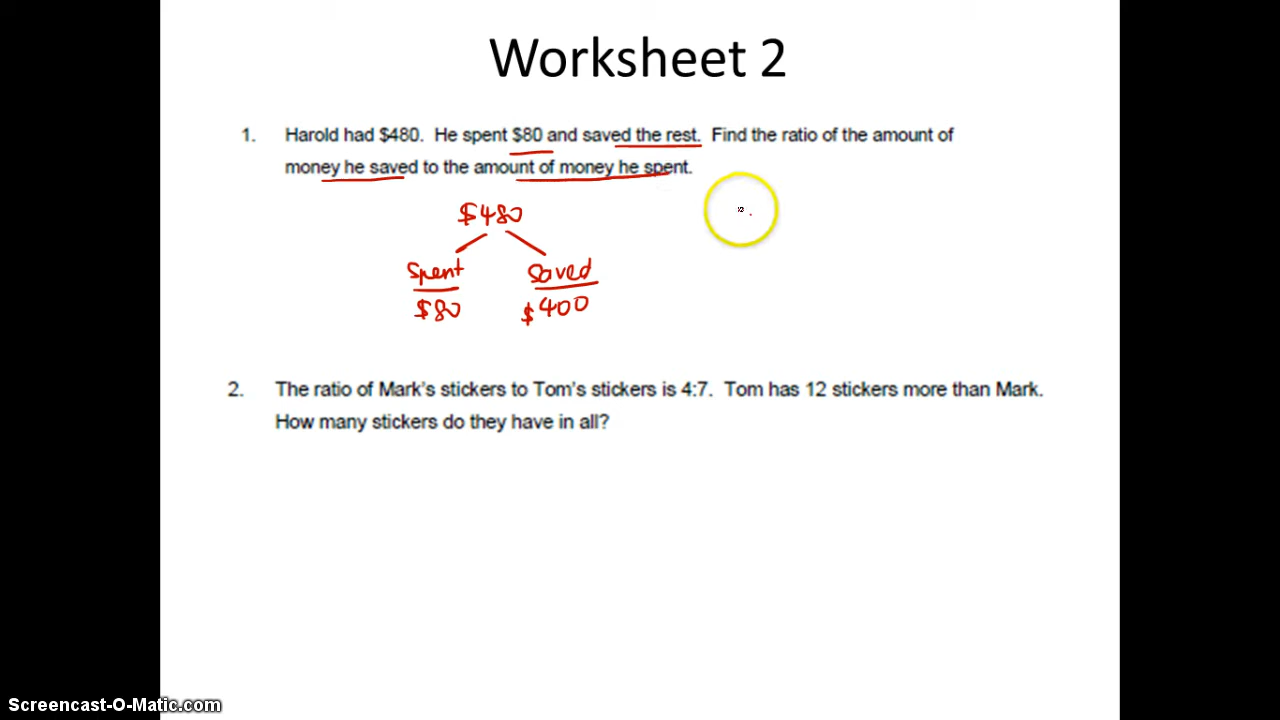 Worksheet 2
1. Harold had $480. He spent $80 and saved the rest. Find the ratio of the amount of
money he saved to the amount of money he spent.
$480
Spent Saved
$80 $400
2. The ratio of Mark's stickers to Tom's stickers is 4:7. Tom has 12 stickers more than Mark.
How many stickers do they have in all?
Screencast-O-Matic.com